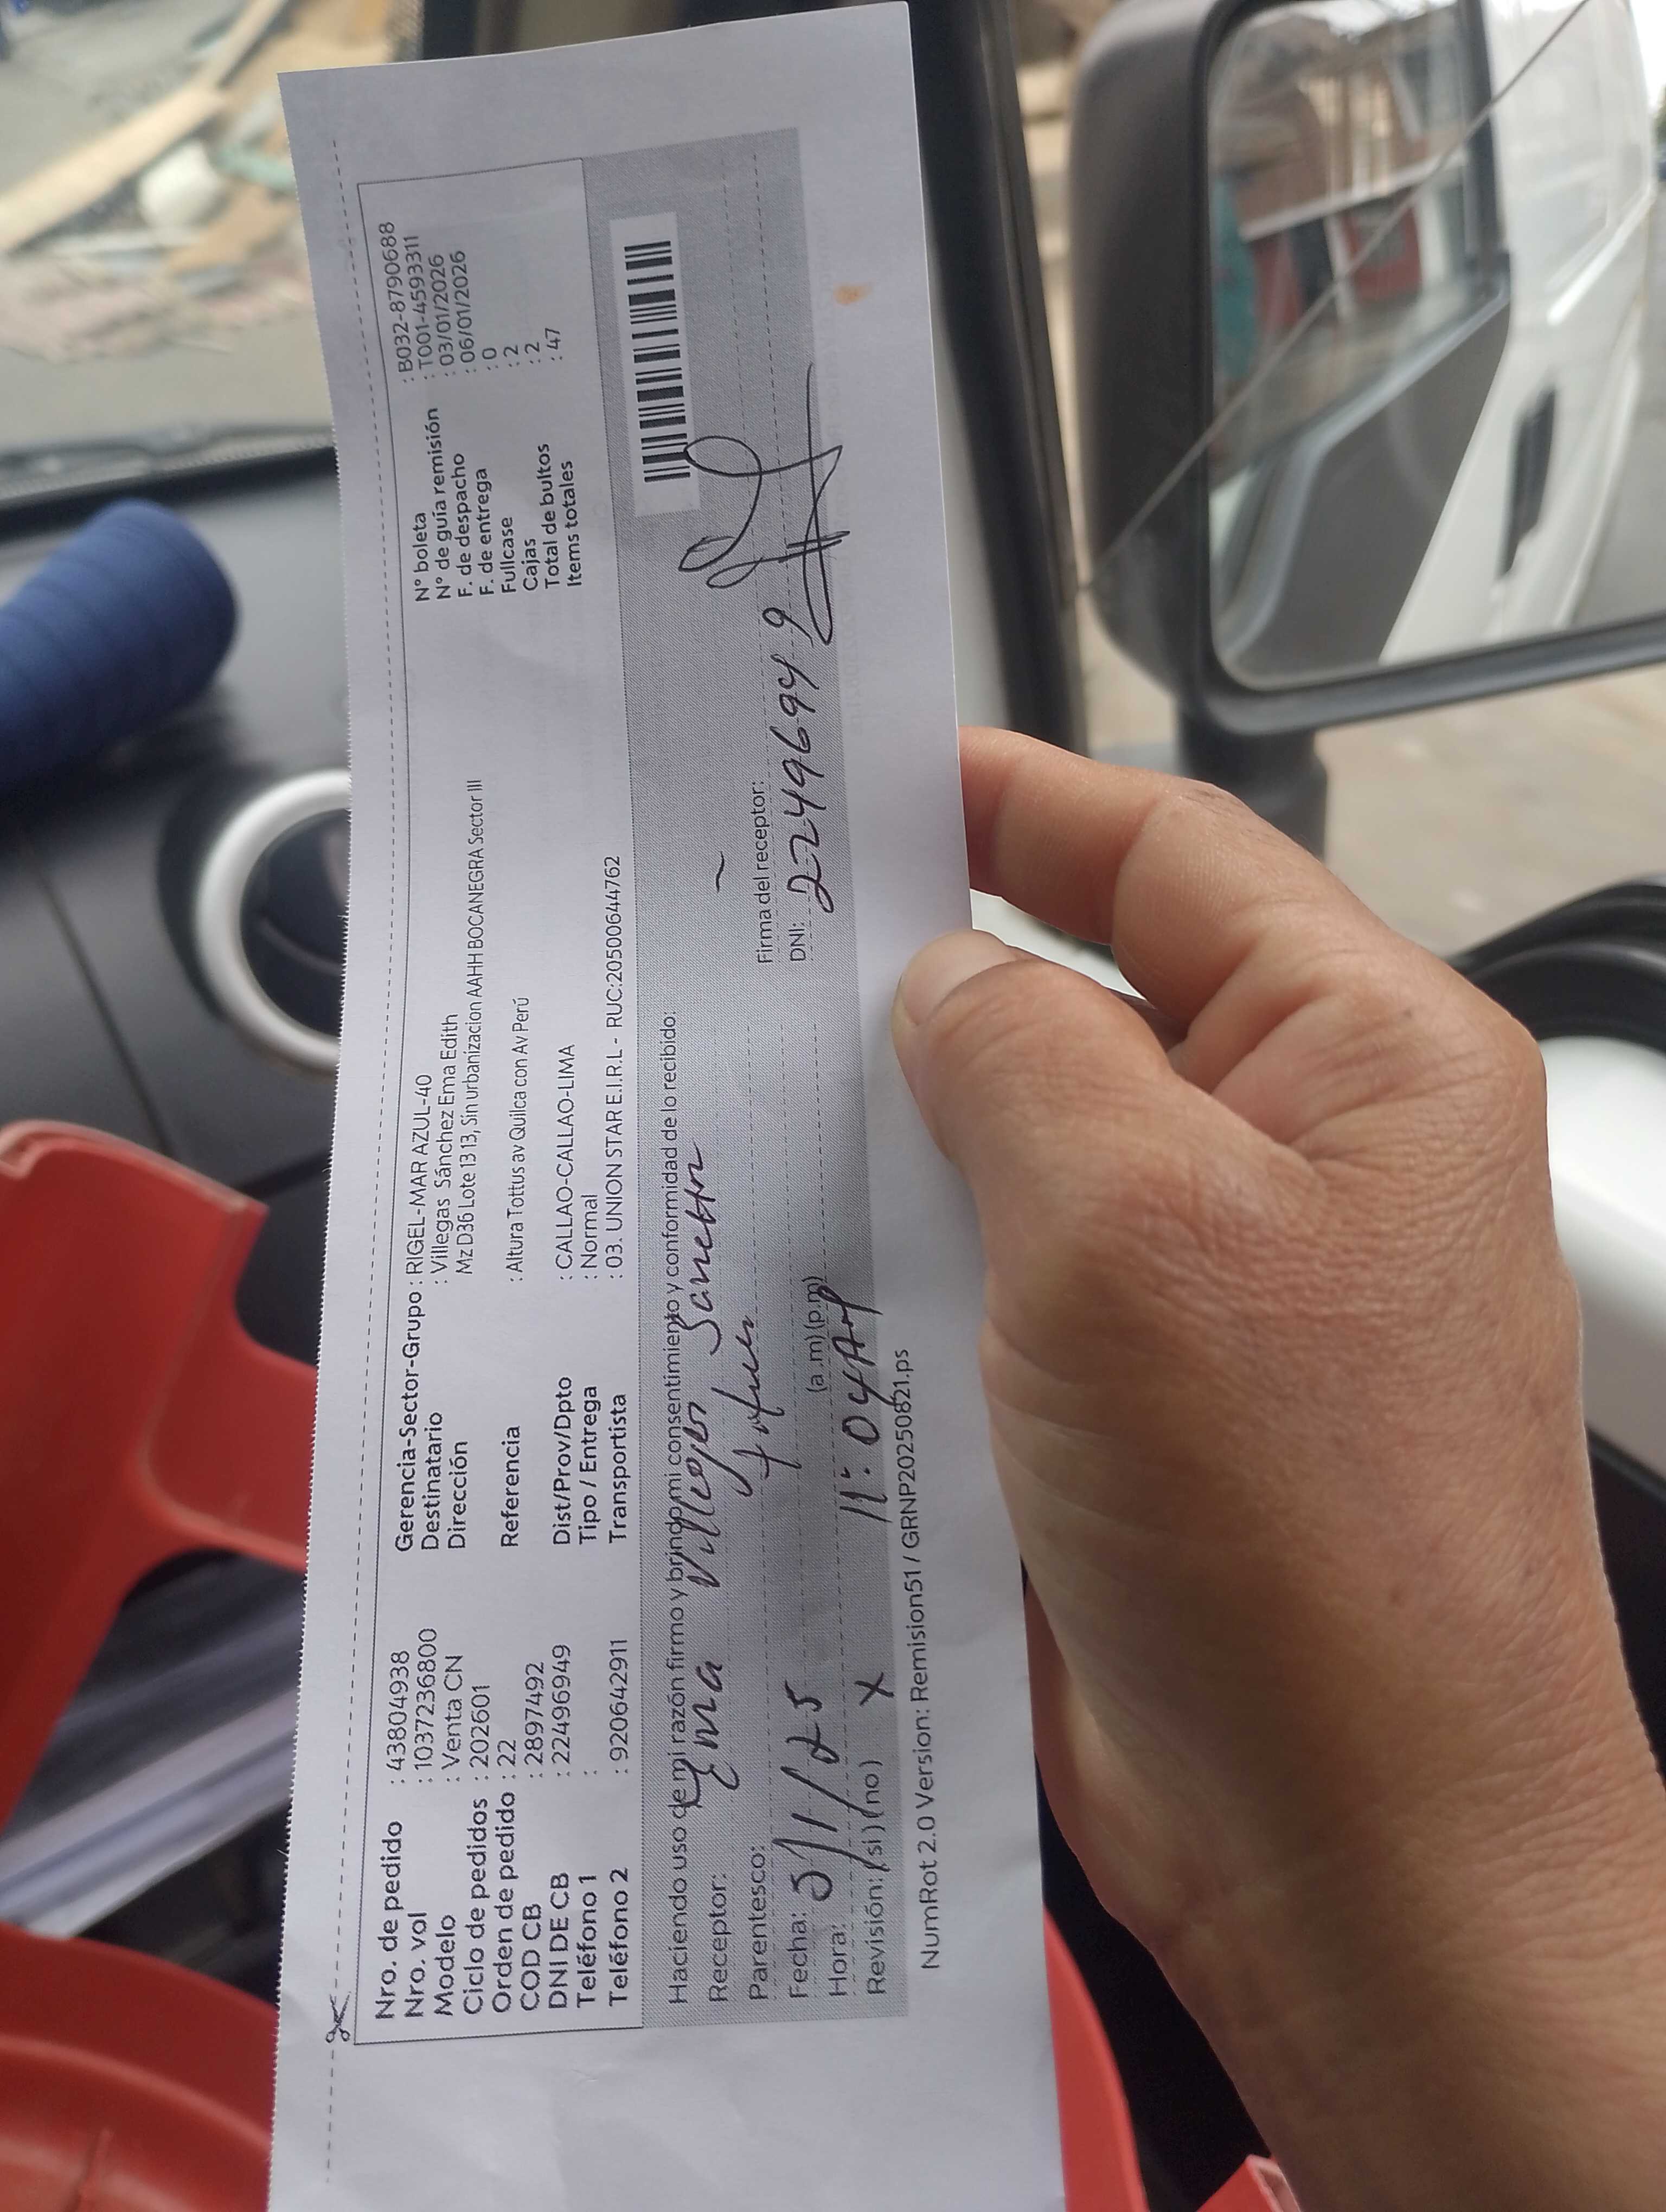 Nro. de pedido : 43804938
Nro. vol : 1037236800
Modelo : Venta CN
Ciclo de pedidos : 202601
Orden de pedido : 22
COD CB : 2897492
DNI DE CB : 22496949
Teléfono 1 :
Teléfono 2 : 920642911
Gerencia-Sector-Grupo : RIGEL-MAR AZUL-40
Destinatario : Villegas Sánchez Ema Edith
Dirección Mz D36 Lote 13 13, Sin urbanizacion AAHH BOCANEGRA Sector III
Referencia : Altura Tottus av Quilca con Av Perú
Dist/Prov/Dpto : CALLAO-CALLAO-LIMA
Tipo / Entrega : Normal
Transportista : 03. UNION STAR E.I.R.L - RUC:20500644762
N° boleta : B032-8790688
N° de guía remisión : T001-4593311
F. de despacho : 03/01/2026
F. de entrega : 06/01/2026
Fullcase : 0
Cajas : 2
Total de bultos : 2
Items totales : 47
Haciendo uso de mi razón firmo y brindo mi consentimiento y conformidad de lo recibido:
Receptor: Ema Villegas Sanchez
Parentesco:
Fecha: 5/1/25
Hora: 11:04 (a.m) (p.m)
Revisión: (si) (no) X
Firma del receptor:
DNI: 22496949
NumRot 2.0 Version: Remision51 / GRNP20250821.ps